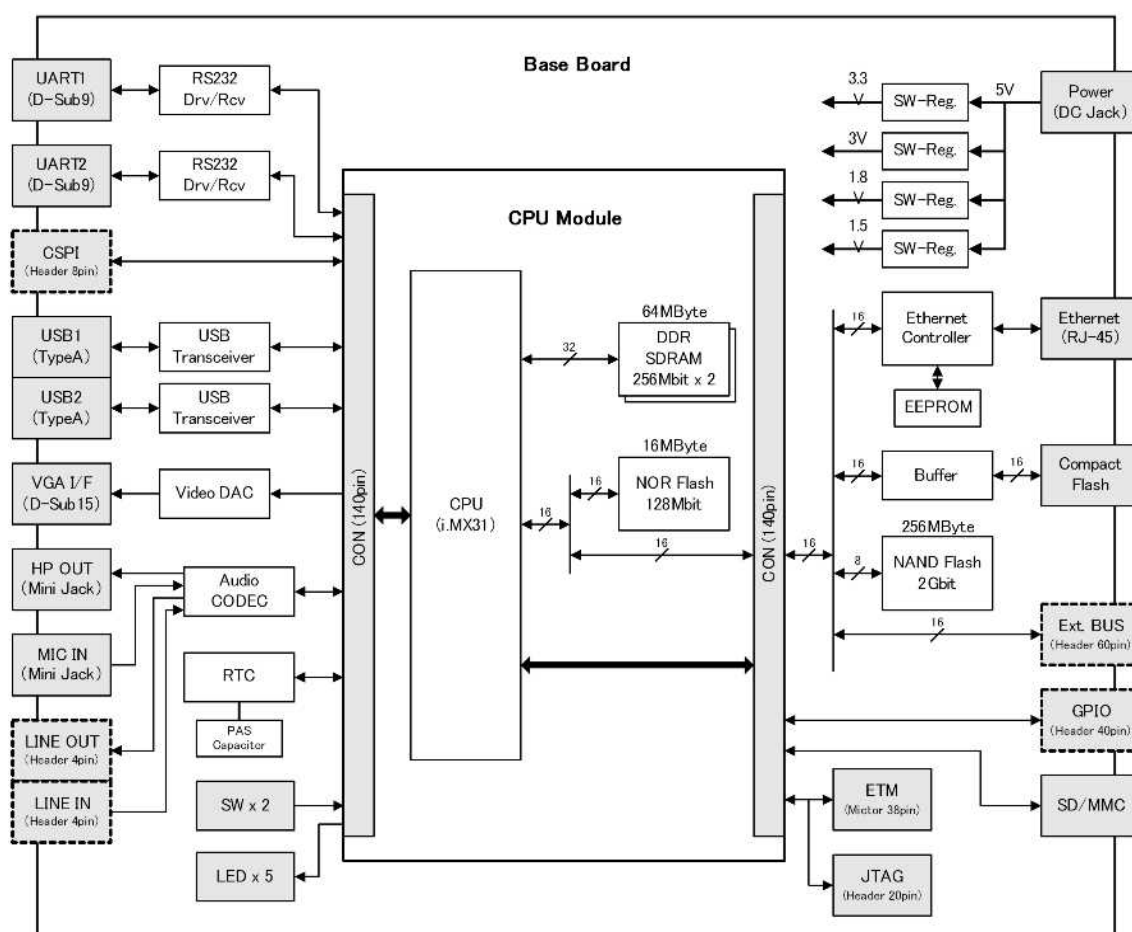 Base Board
UART1
(D-Sub9)
RS232
Drv/Rcv
UART2
(D-Sub9)
RS232
Drv/Rcv
CSPI
(Header 8pin)
USB1
(TypeA)
USB
Transceiver
USB2
(TypeA)
USB
Transceiver
VGA I/F
(D-Sub15)
Video DAC
HP OUT
(Mini Jack)
Audio
CODEC
MIC IN
(Mini Jack)
RTC
PAS
Capacitor
LINE OUT
(Header 4pin)
LINE IN
(Header 4pin)
SW x 2
LED x 5
CPU Module
CON (140pin)
CPU
(i.MX31)
64MByte
32
DDR
SDRAM
256Mbit x 2
16MByte
16
NOR Flash
128Mbit
16
16
CON (140pin)
16
3.3
V
SW-Reg.
5V
Power
(DC Jack)
3V
SW-Reg.
1.8
V
SW-Reg.
1.5
V
SW-Reg.
16
Ethernet
Controller
Ethernet
(RJ-45)
EEPROM
16
Buffer
16
Compact
Flash
256MByte
8
NAND Flash
2Gbit
16
Ext. BUS
(Header 60pin)
GPIO
(Header 40pin)
ETM
(Mictor 38pin)
SD/MMC
JTAG
(Header 20pin)